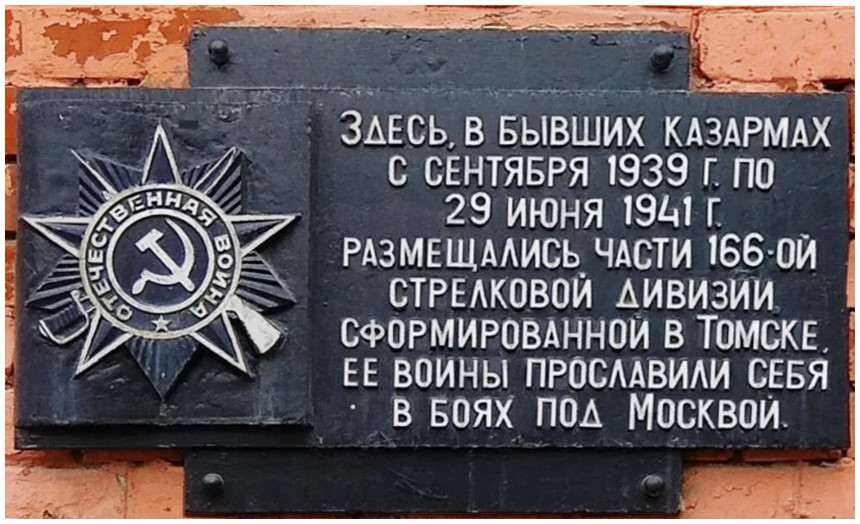 ОТЕЧЕСТВЕННАЯ ВОЙНА
ЗДЕСЬ, В БЫВШИХ КАЗАРМАХ
С СЕНТЯБРЯ 1939 Г. ПО
29 ИЮНЯ 1941 Г.
РАЗМЕЩАЛИСЬ ЧАСТИ 166-ОЙ
СТРЕЛКОВОЙ ДИВИЗИИ
СФОРМИРОВАННОЙ В ТОМСКЕ,
ЕЕ ВОИНЫ ПРОСЛАВИЛИ СЕБЯ
В БОЯХ ПОД МОСКВОЙ.